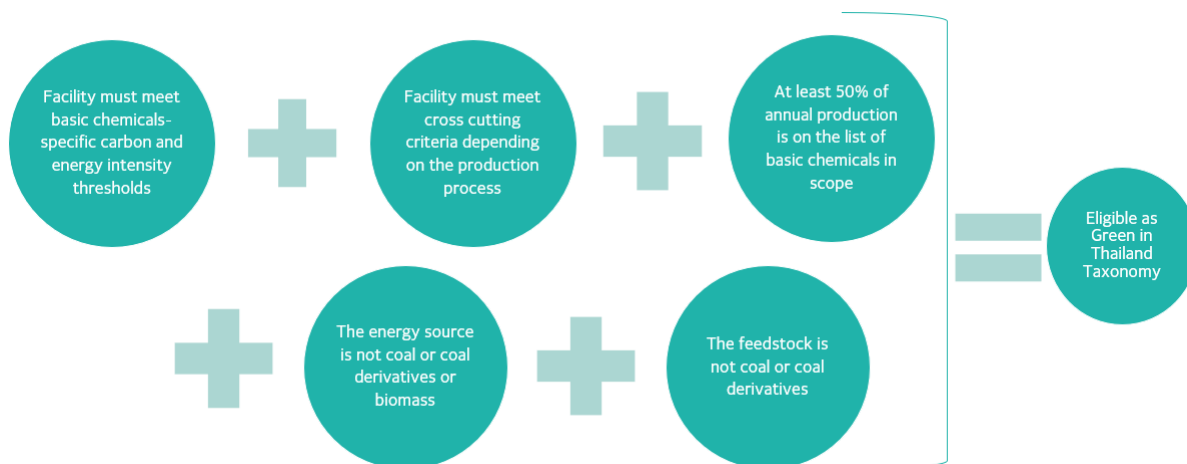 Facility must meet
basic chemicals-
specific carbon and
energy intensity
thresholds
Facility must meet
cross cutting
criteria depending
on the production
process
At least 50% of
annual production
is on the list of
basic chemicals in
scope
The energy source
is not coal or coal
derivatives or
biomass
The feedstock is
not coal or coal
derivatives
Eligible as
Green in
Thailand
Taxonomy